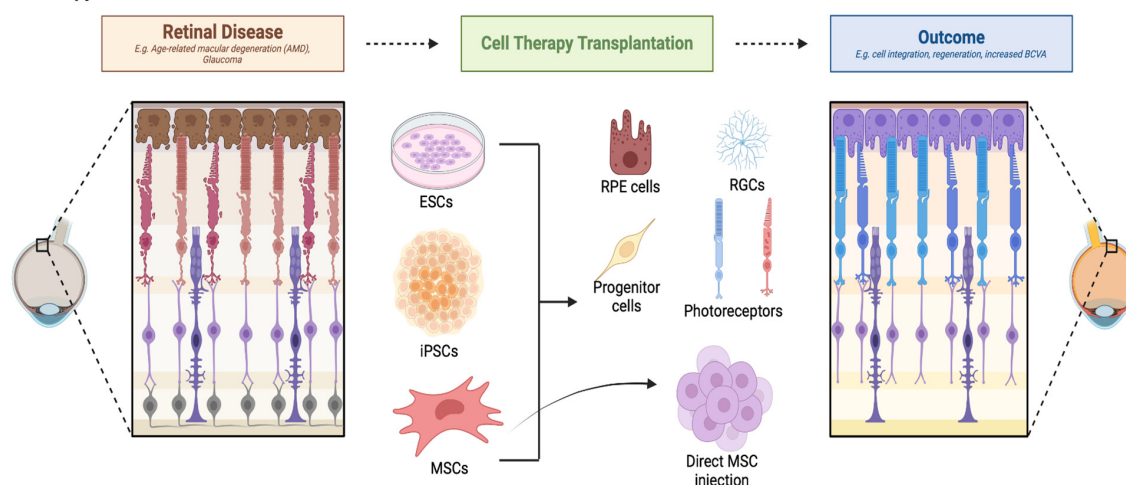 Retinal Disease
E.g. Age-related macular degeneration (AMD),
Glaucoma
Cell Therapy Transplantation
Outcome
E.g. cell integration, regeneration, increased BCVA
ESCs
iPSCs
MSCs
RPE cells
RGCs
Progenitor
cells
Photoreceptors
Direct MSC
injection